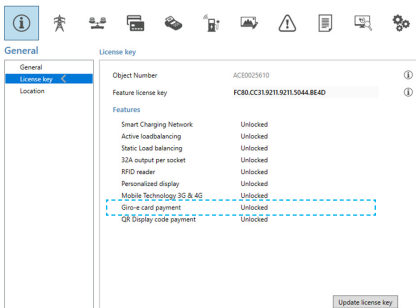 General
License key
General
License key
Location
Object Number ACE0025610
Feature license key FC80.CC31.9211.9211.5044.BE4D
Features
Smart Charging Network Unlocked
Active loadbalancing Unlocked
Static Load balancing Unlocked
32A output per socket Unlocked
RFID reader Unlocked
Personalized display Unlocked
Mobile Technology 3G & 4G Unlocked
Giro-e card payment Unlocked
QR Display code payment Unlocked
Update license key